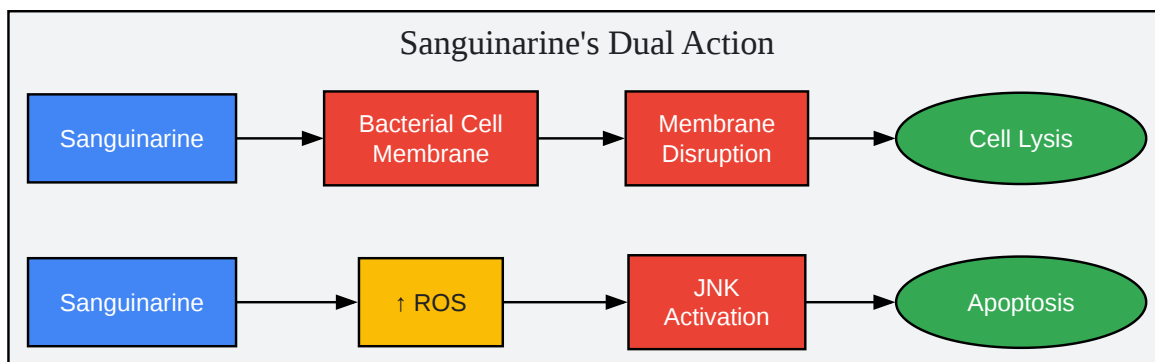 Sanguinarine's Dual Action
Sanguinarine
Bacterial Cell
Membrane
Membrane
Disruption
Cell Lysis
Sanguinarine
↑ ROS
JNK
Activation
Apoptosis